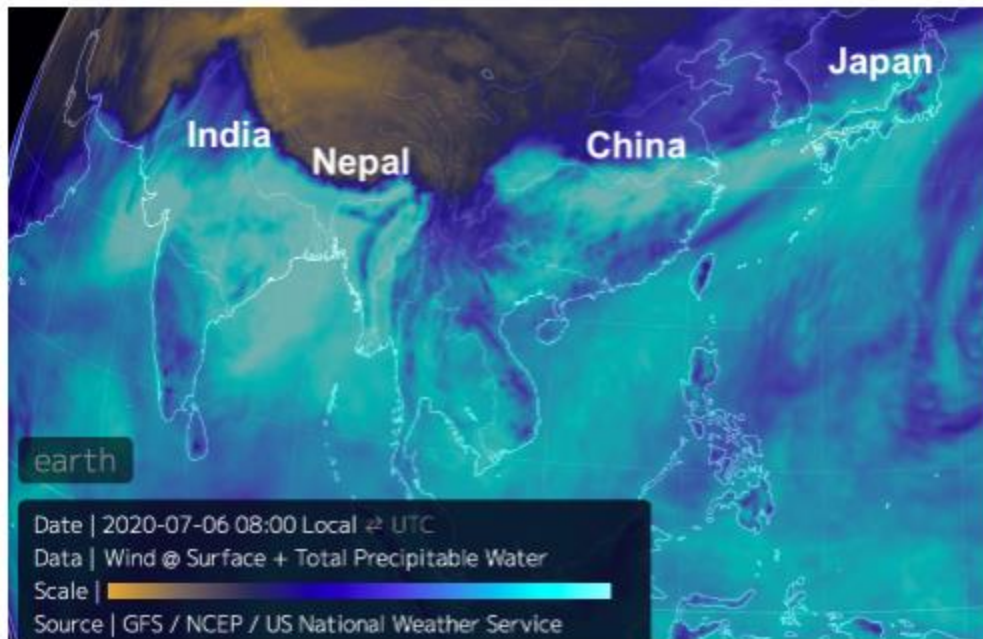 Japan
India
China
Nepal
earth
Date | 2020-07-06 08:00 Local ⇄ UTC
Data | Wind @ Surface + Total Precipitable Water
Scale |
Source | GFS / NCEP / US National Weather Service